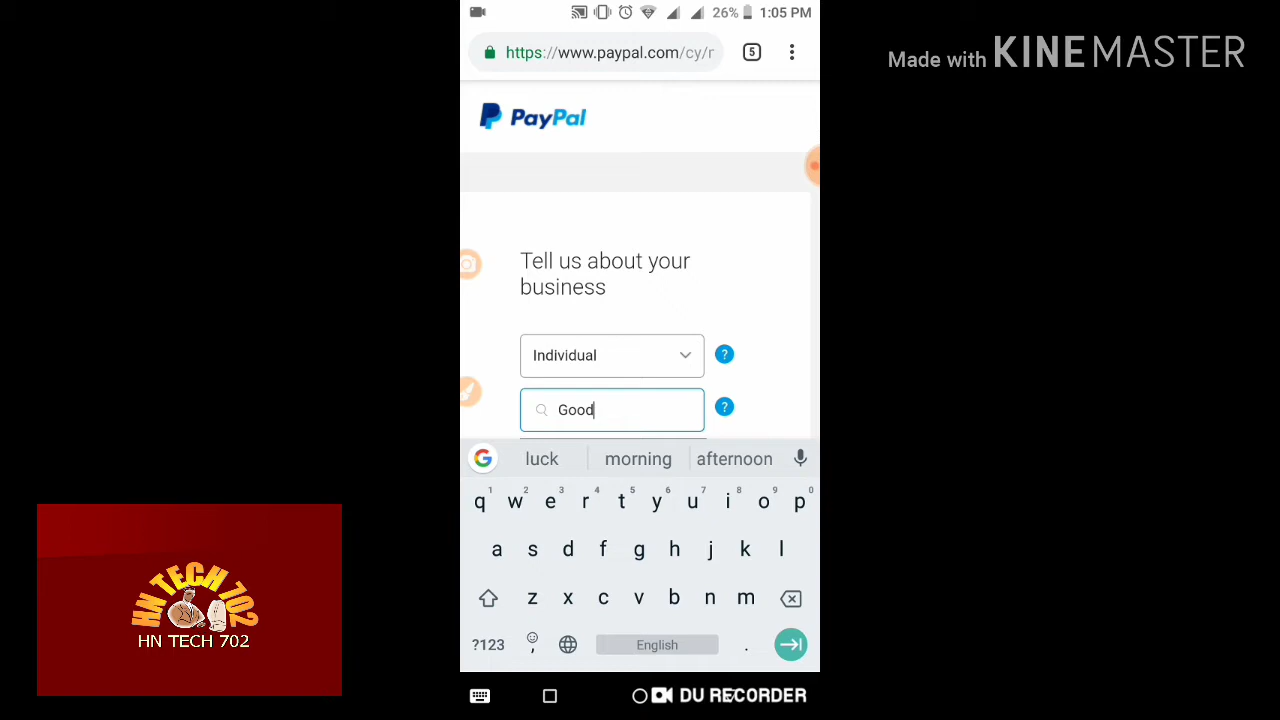 26% 1:05 PM
Made with KINEMASTER
https://www.paypal.com/cy/r
5
PayPal
Tell us about your
business
Individual
?
Good
?
G luck morning afternoon
1 2 3 4 5 6 7 8 9 0
q w e r t y u i o p
a s d f g h j k l
z x c v b n m
?123 , English .
DU RECORDER
HN TECH 702
HN TECH 702